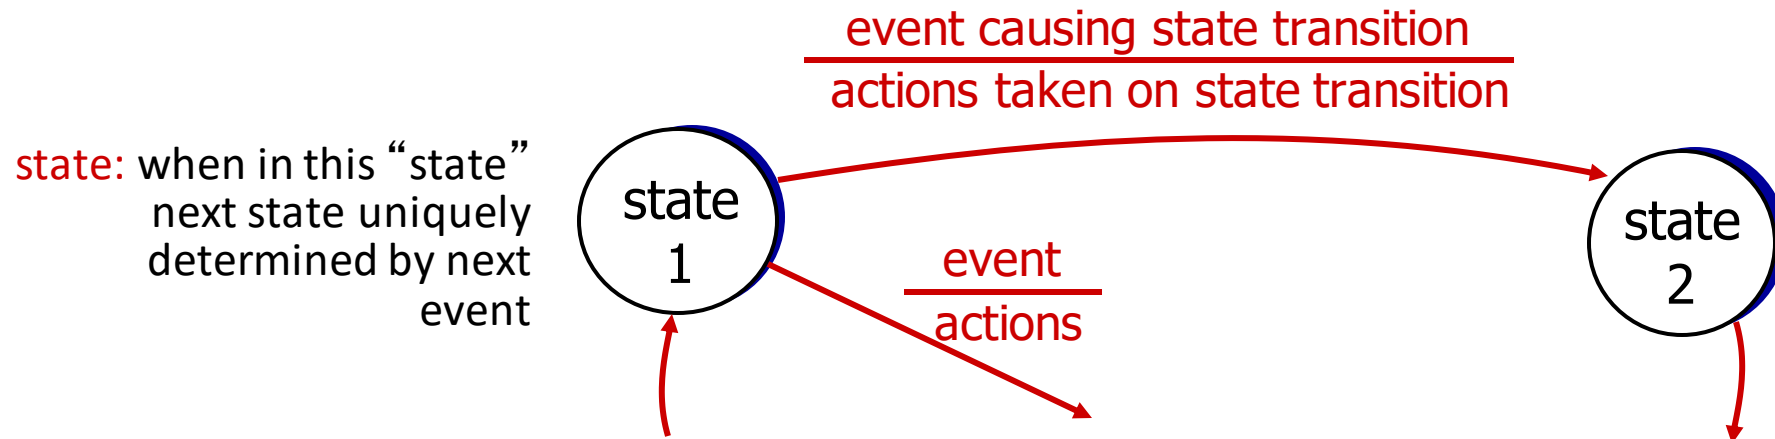 event causing state transition
actions taken on state transition
state: when in this “state”
next state uniquely
determined by next
event
state
1
event
actions
state
2